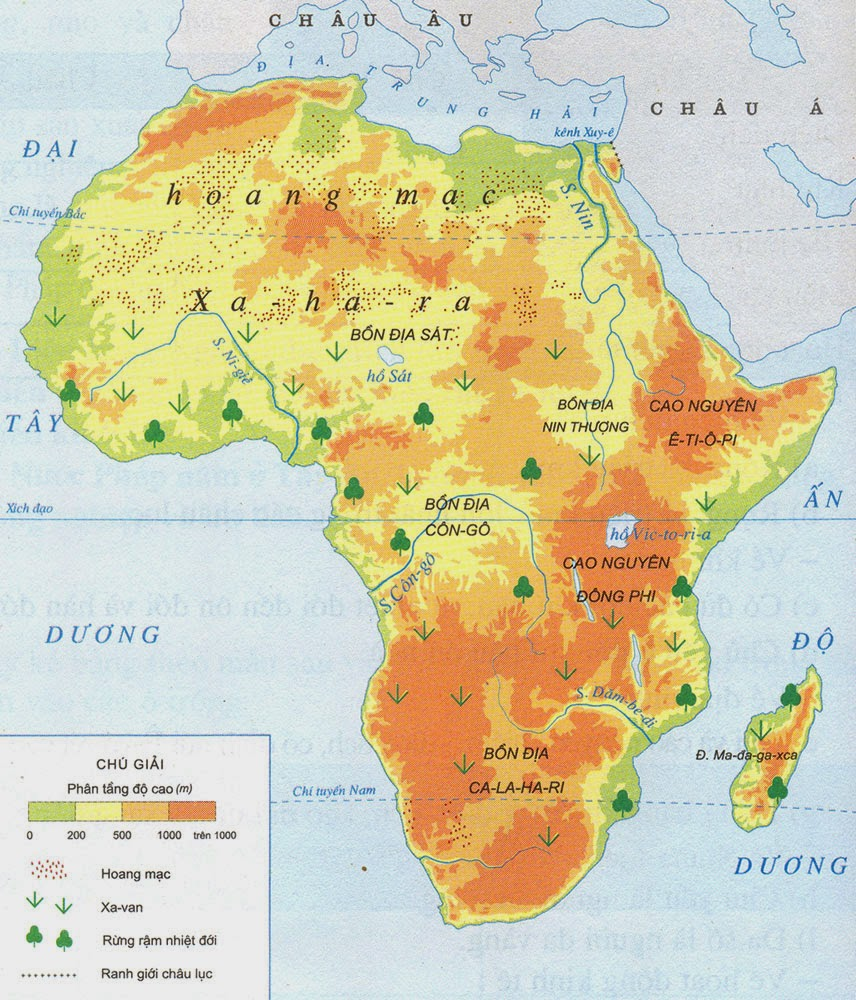 CHÂU ÂU
ĐỊA TRUNG HẢI
CHÂU Á
kênh Xuy-ê
ĐẠI
hoang mạc
S. Nin
Chí tuyến Bắc
Xa-ha-ra
BỒN ĐỊA SÁT
hồ Sát
S. Ni-giê
TÂY
BỒN ĐỊA
NIN THƯỢNG
CAO NGUYÊN
Ê-TI-Ô-PI
Xích đạo
BỒN ĐỊA
CÔN-GÔ
ẤN
hồ Vic-to-ri-a
CAO NGUYÊN
ĐÔNG PHI
S.Côn-gô
DƯƠNG
ĐỘ
S. Dăm-be-di
BỒN ĐỊA
CA-LA-HA-RI
Đ. Ma-đa-ga-xca
Chí tuyến Nam
DƯƠNG
CHÚ GIẢI
Phân tầng độ cao (m)
0 200 500 1000 trên 1000
Hoang mạc
Xa-van
Rừng rậm nhiệt đới
Ranh giới châu lục